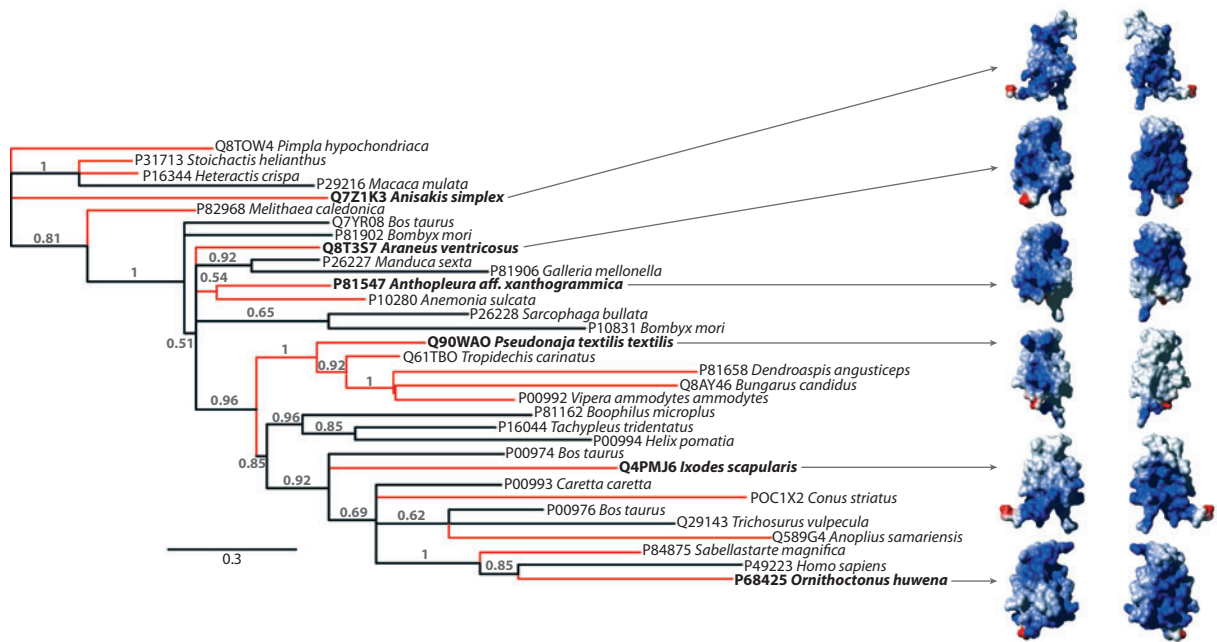 Q8TOW4 Pimpla hypochondriaca
P31713 Stoichactis helianthus
1
P16344 Heteractis crispa
P29216 Macaca mulata
Q7Z1K3 Anisakis simplex
P82968 Melithaea caledonica
Q7YR08 Bos taurus
P81902 Bombyx mori
0.81
Q8T3S7 Araneus ventricosus
0.92
P26227 Manduca sexta
P81906 Galleria mellonella
1
0.54
P81547 Anthopleura aff. xanthogrammica
P10280 Anemonia sulcata
0.65
P26228 Sarcophaga bullata
P10831 Bombyx mori
0.51
Q90WAO Pseudonaja textilis textilis
1
Q61TBO Tropidechis carinatus
0.92
P81658 Dendroaspis angusticeps
1
Q8AY46 Bungarus candidus
P00992 Vipera ammodytes ammodytes
0.96
P81162 Boophilus microplus
0.96
P16044 Tachypleus tridentatus
0.85
P00994 Helix pomatia
P00974 Bos taurus
0.85
Q4PMJ6 Ixodes scapularis
0.92
P00993 Caretta caretta
POC1X2 Conus striatus
P00976 Bos taurus
0.69
0.62
Q29143 Trichosurus vulpecula
Q589G4 Anoplius samariensis
P84875 Sabellastarte magnifica
1
P49223 Homo sapiens
0.85
P68425 Ornithoctonus huwena
0.3